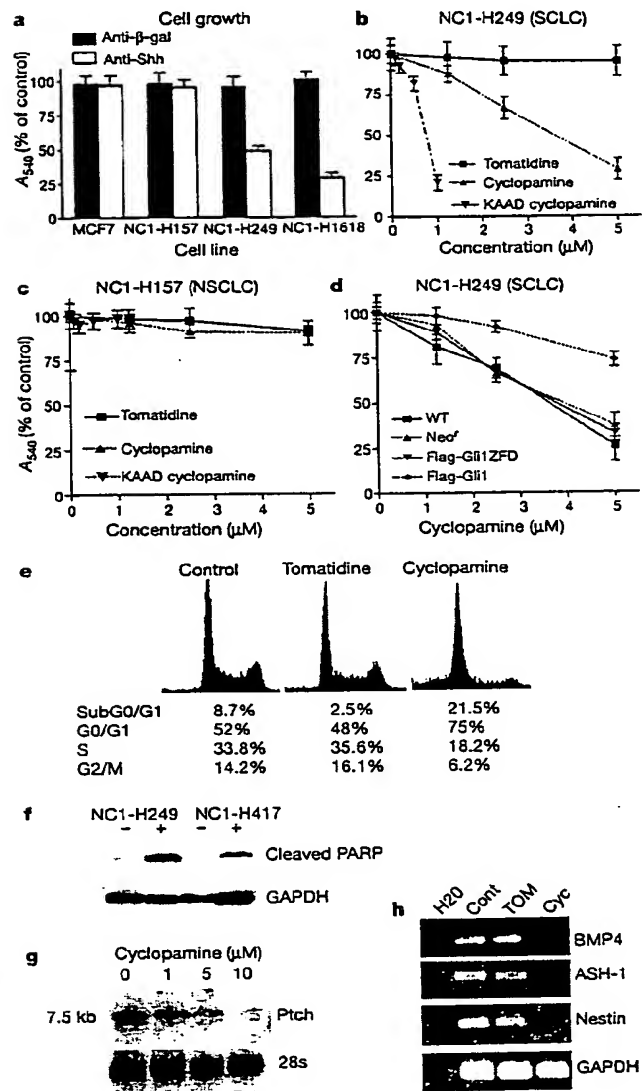 a
Cell growth
Anti-β-gal
Anti-Shh
A540 (% of control)
100
75
50
25
0
MCF7 NC1-H157 NC1-H249 NC1-H1618
Cell line
b
NC1-H249 (SCLC)
100
75
50
25
0
Tomatidine
Cyclopamine
KAAD cyclopamine
0 1 2 3 4 5
Concentration (μM)
c
NC1-H157 (NSCLC)
A540 (% of control)
100
75
50
25
0
Tomatidine
Cyclopamine
KAAD cyclopamine
0 1 2 3 4 5
Concentration (μM)
d
NC1-H249 (SCLC)
100
75
50
25
0
WT
Neoʳ
Flag-Gli1ZFD
Flag-Gli1
0 1 2 3 4 5
Cyclopamine (μM)
e
Control Tomatidine Cyclopamine
SubG0/G1 8.7% 2.5% 21.5%
G0/G1 52% 48% 75%
S 33.8% 35.6% 18.2%
G2/M 14.2% 16.1% 6.2%
f
NC1-H249 NC1-H417
– + – +
Cleaved PARP
GAPDH
g
Cyclopamine (μM)
0 1 5 10
7.5 kb Ptch
28s
h
H20 Cont TOM Cyc
BMP4
ASH-1
Nestin
GAPDH